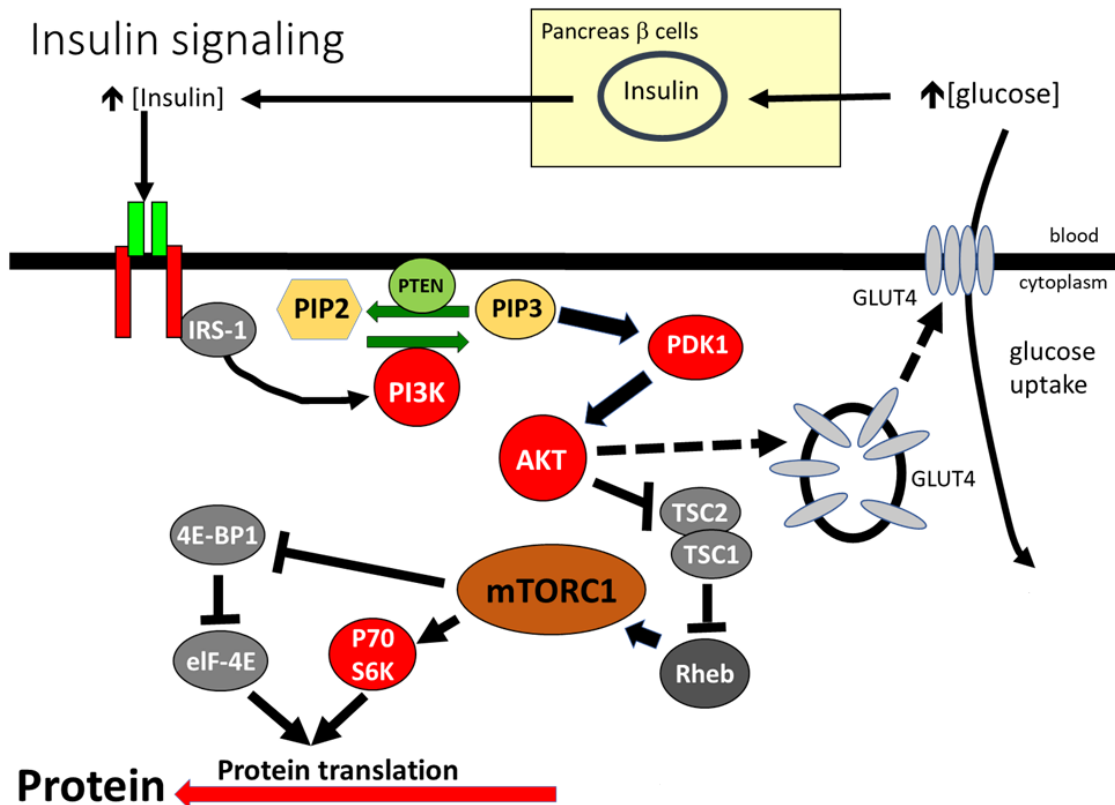 Insulin signaling
Pancreas β cells
[Insulin]
Insulin
[glucose]
blood
cytoplasm
PTEN
PIP2
PIP3
GLUT4
IRS-1
PDK1
glucose
uptake
PI3K
AKT
GLUT4
TSC2
4E-BP1
TSC1
mTORC1
P70
S6K
eIF-4E
Rheb
Protein translation
Protein